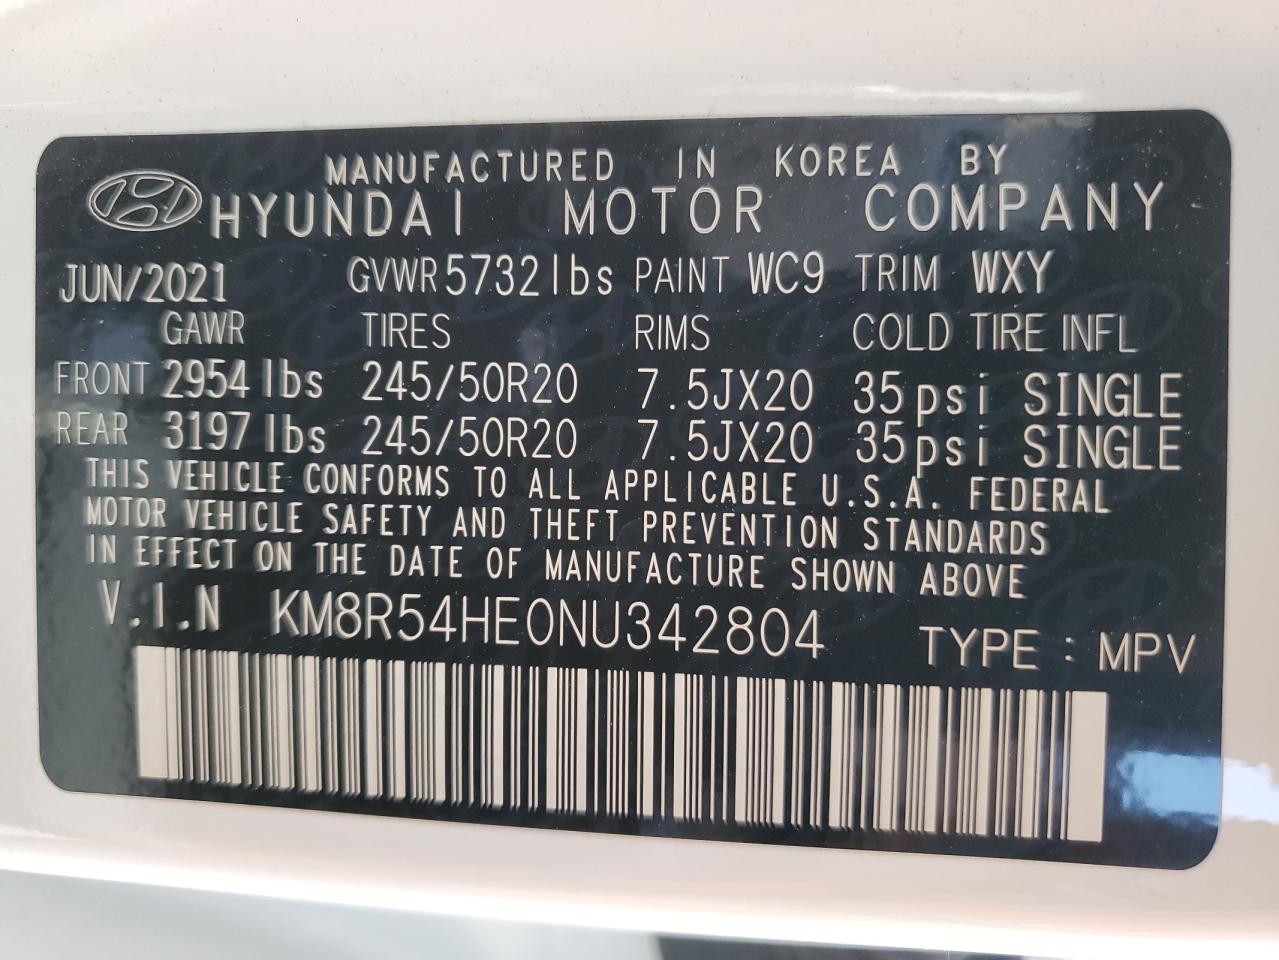 MANUFACTURED IN KOREA BY
HYUNDAI MOTOR COMPANY
JUN/2021 GVWR 5732lbs PAINT WC9 TRIM WXY
GAWR TIRES RIMS COLD TIRE INFL
FRONT 2954 lbs 245/50R20 7.5JX20 35psi SINGLE
REAR 3197 lbs 245/50R20 7.5JX20 35psi SINGLE
THIS VEHICLE CONFORMS TO ALL APPLICABLE U.S.A. FEDERAL
MOTOR VEHICLE SAFETY AND THEFT PREVENTION STANDARDS
IN EFFECT ON THE DATE OF MANUFACTURE SHOWN ABOVE
V.I.N KM8R54HE0NU342804 TYPE : MPV